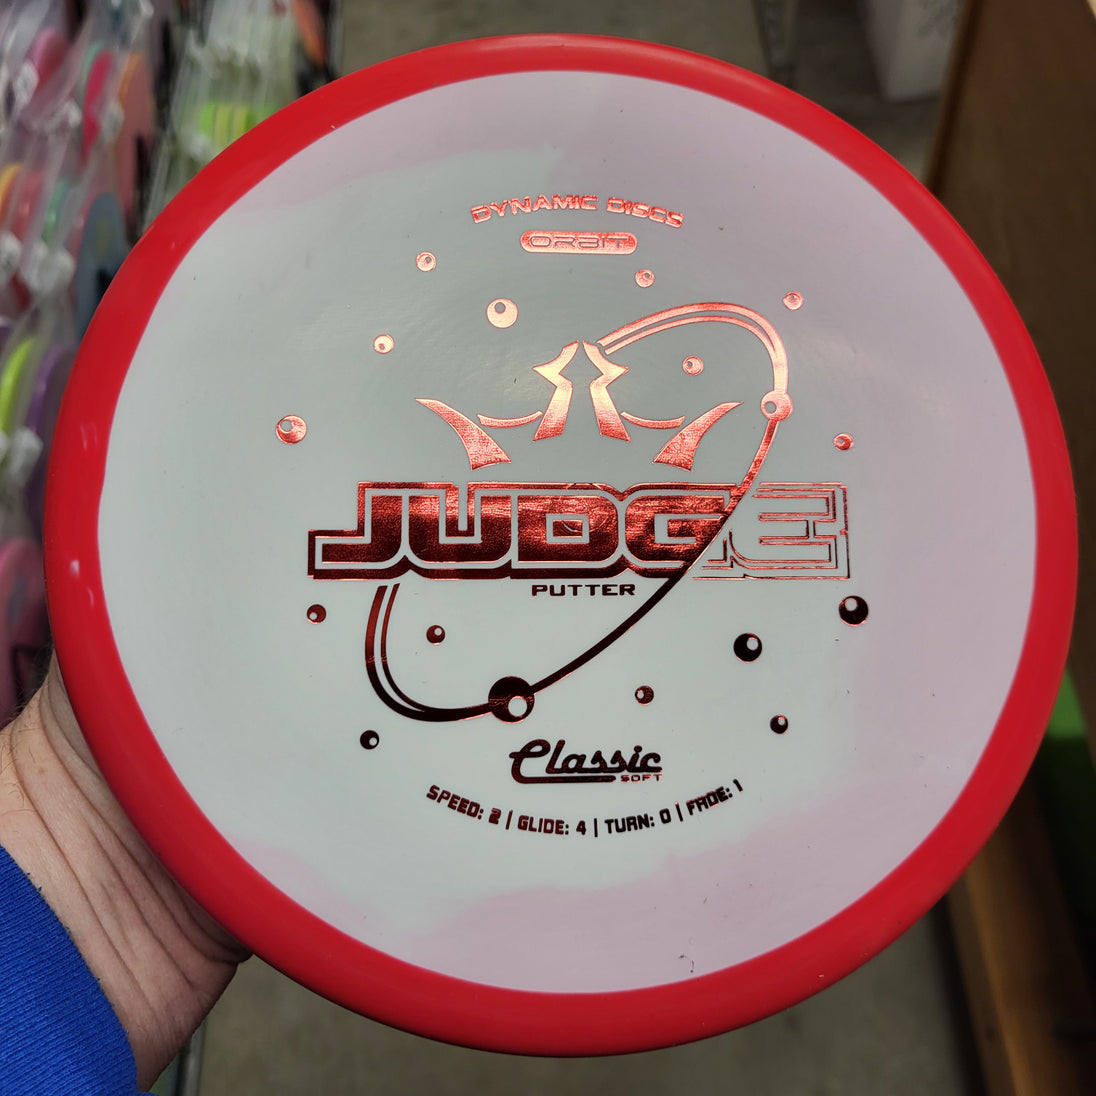 DYNAMIC DISCS
ORBIT
JUDGE
PUTTER
Classic
SOFT
SPEED: 2 | GLIDE: 4 | TURN: 0 | FADE: 1